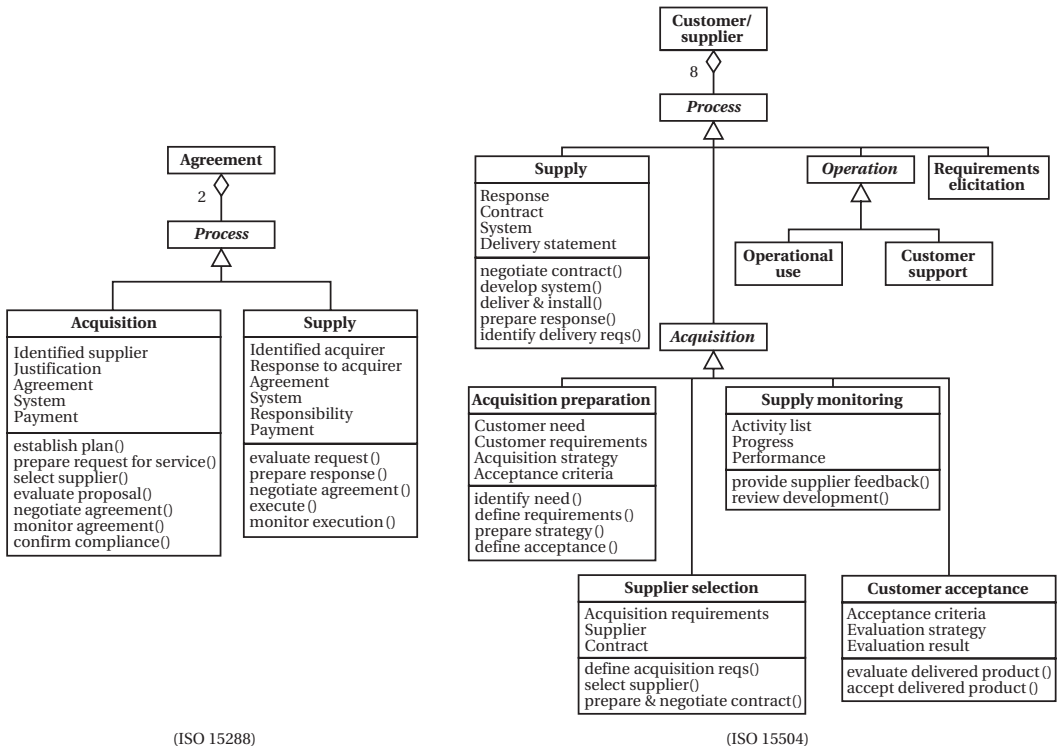 Agreement
2
Process
Acquisition
Identified supplier
Justification
Agreement
System
Payment
establish plan()
prepare request for service()
select supplier()
evaluate proposal()
negotiate agreement()
monitor agreement()
confirm compliance()
Supply
Identified acquirer
Response to acquirer
Agreement
System
Responsibility
Payment
evaluate request()
prepare response()
negotiate agreement()
execute()
monitor execution()
(ISO 15288)
Customer/
supplier
8
Process
Supply
Response
Contract
System
Delivery statement
negotiate contract()
develop system()
deliver & install()
prepare response()
identify delivery reqs()
Operation
Requirements
elicitation
Operational
use
Customer
support
Acquisition
Acquisition preparation
Customer need
Customer requirements
Acquisition strategy
Acceptance criteria
identify need()
define requirements()
prepare strategy()
define acceptance()
Supply monitoring
Activity list
Progress
Performance
provide supplier feedback()
review development()
Supplier selection
Acquisition requirements
Supplier
Contract
define acquisition reqs()
select supplier()
prepare & negotiate contract()
Customer acceptance
Acceptance criteria
Evaluation strategy
Evaluation result
evaluate delivered product()
accept delivered product()
(ISO 15504)